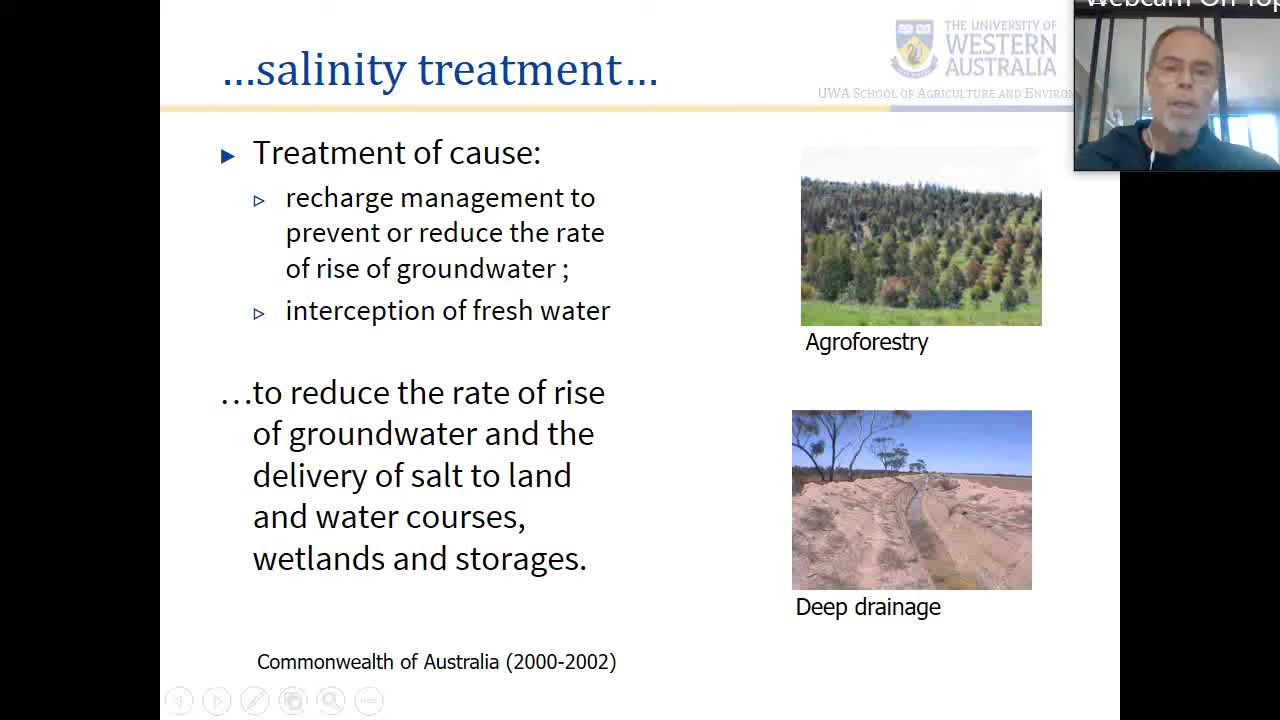 …salinity treatment…
THE UNIVERSITY OF
WESTERN
AUSTRALIA
UWA SCHOOL OF AGRICULTURE AND
Webcam On Top
Treatment of cause:
recharge management to
prevent or reduce the rate
of rise of groundwater ;
interception of fresh water
Agroforestry
…to reduce the rate of rise
of groundwater and the
delivery of salt to land
and water courses,
wetlands and storages.
Deep drainage
Commonwealth of Australia (2000-2002)